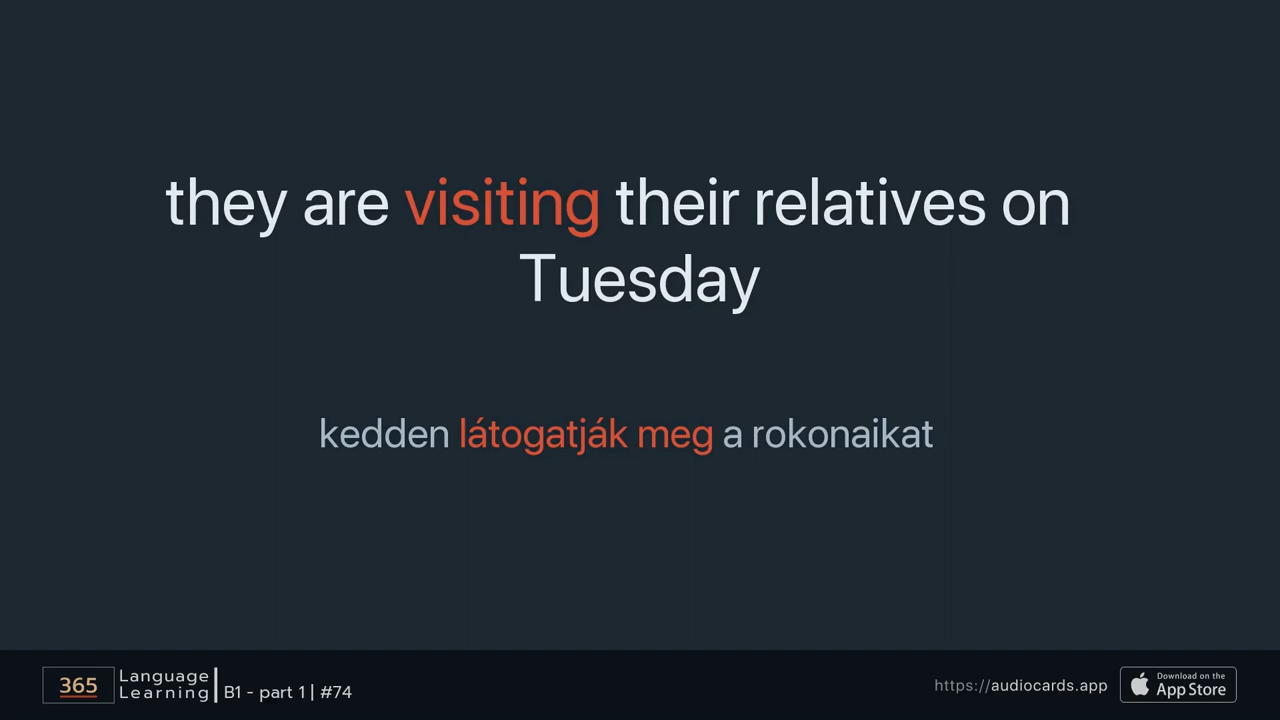 they are visiting their relatives on
Tuesday
kedden látogatják meg a rokonaikat
365
Language
Learning
B1 - part 1 | #74
https://audiocards.app
Download on the
App Store